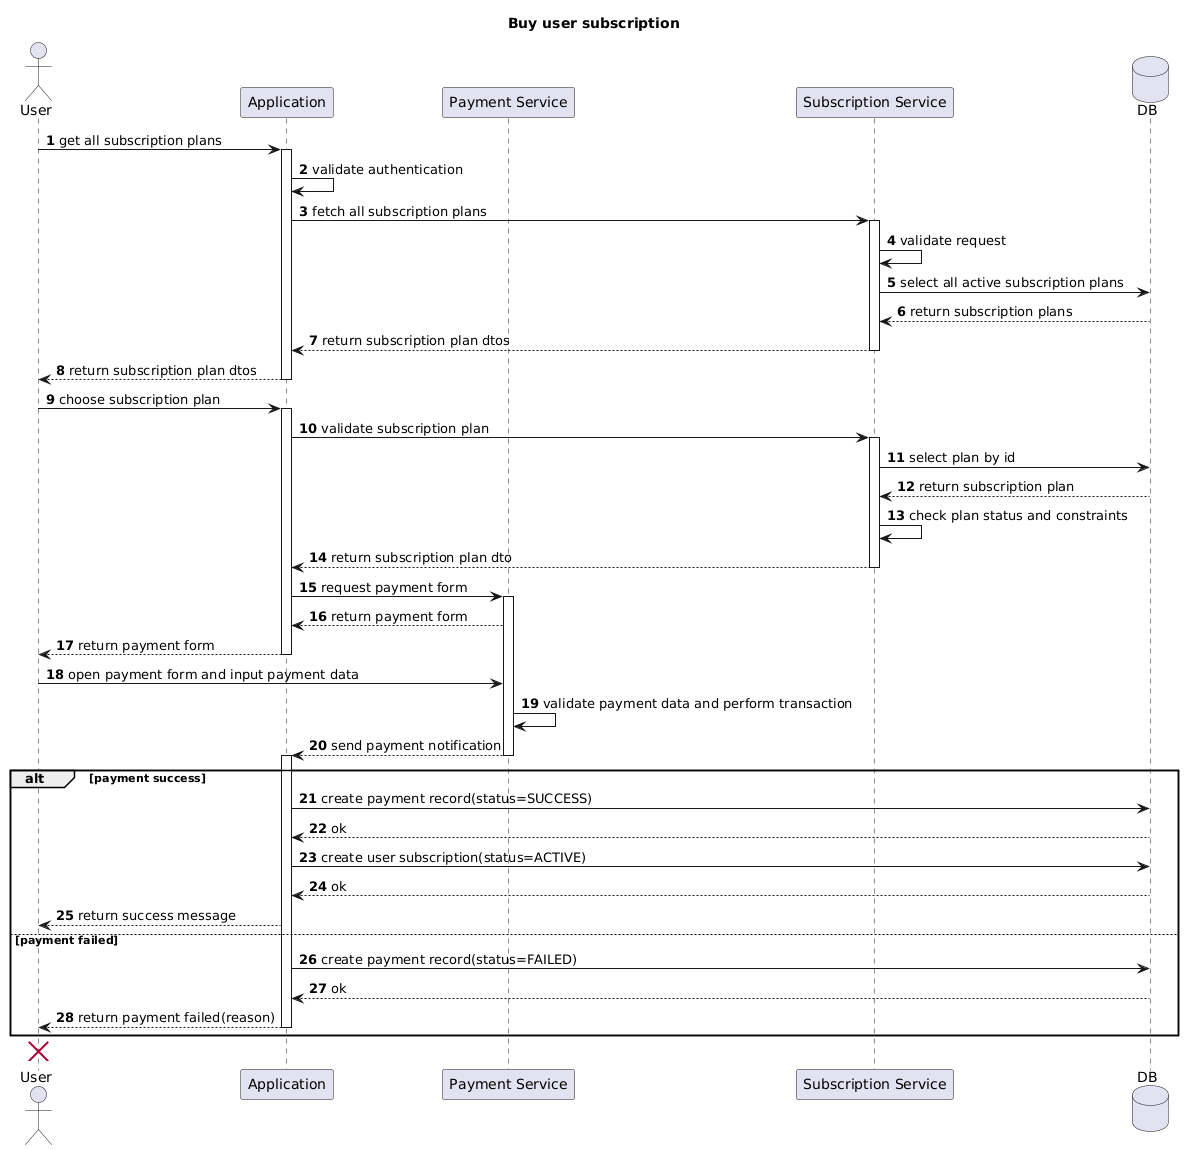 Buy user subscription
User
Application
Payment Service
Subscription Service
DB
1 get all subscription plans
2 validate authentication
3 fetch all subscription plans
4 validate request
5 select all active subscription plans
6 return subscription plans
7 return subscription plan dtos
8 return subscription plan dtos
9 choose subscription plan
10 validate subscription plan
11 select plan by id
12 return subscription plan
13 check plan status and constraints
14 return subscription plan dto
15 request payment form
16 return payment form
17 return payment form
18 open payment form and input payment data
19 validate payment data and perform transaction
20 send payment notification
alt [payment success]
21 create payment record(status=SUCCESS)
22 ok
23 create user subscription(status=ACTIVE)
24 ok
25 return success message
[payment failed]
26 create payment record(status=FAILED)
27 ok
28 return payment failed(reason)
User
Application
Payment Service
Subscription Service
DB